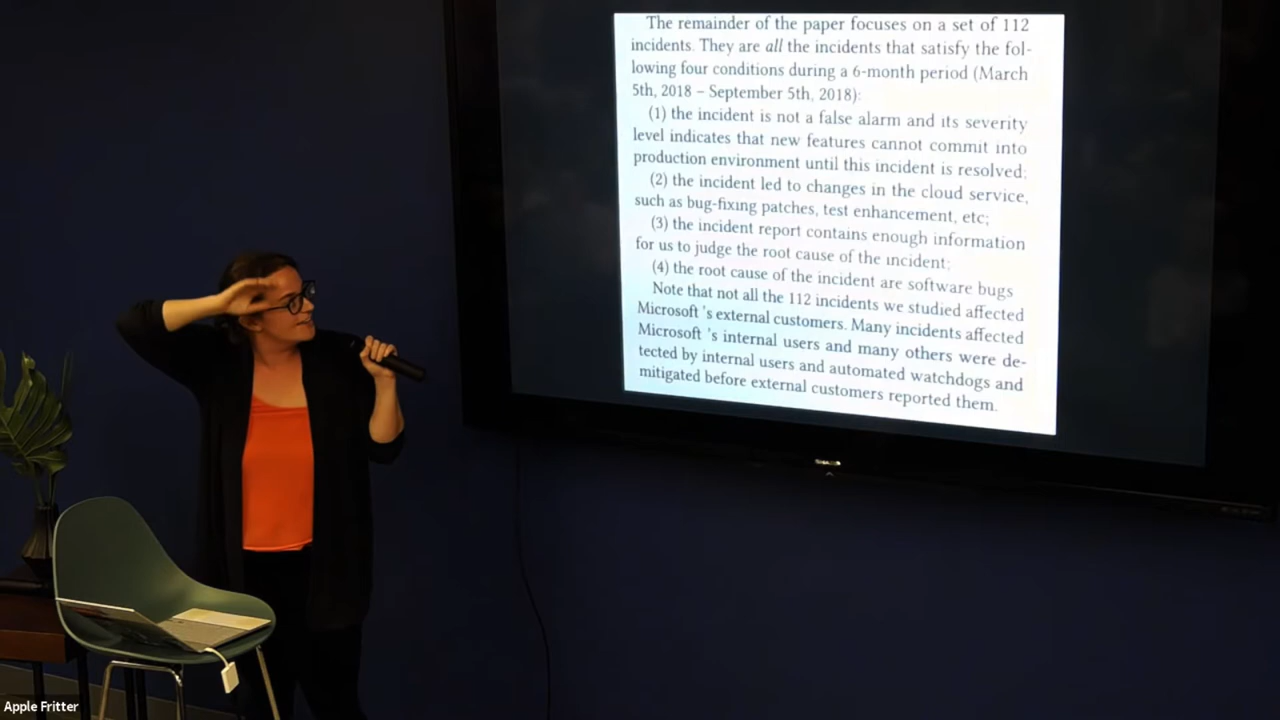 The remainder of the paper focuses on a set of 112
incidents. They are all the incidents that satisfy the fol-
lowing four conditions during a 6-month period (March
5th, 2018 – September 5th, 2018):
(1) the incident is not a false alarm and its severity
level indicates that new features cannot commit into
production environment until this incident is resolved;
(2) the incident led to changes in the cloud service,
such as bug-fixing patches, test enhancement, etc;
(3) the incident report contains enough information
for us to judge the root cause of the incident;
(4) the root cause of the incident are software bugs
Note that not all the 112 incidents we studied affected
Microsoft 's external customers. Many incidents affected
Microsoft 's internal users and many others were de-
tected by internal users and automated watchdogs and
mitigated before external customers reported them.
Apple Fritter